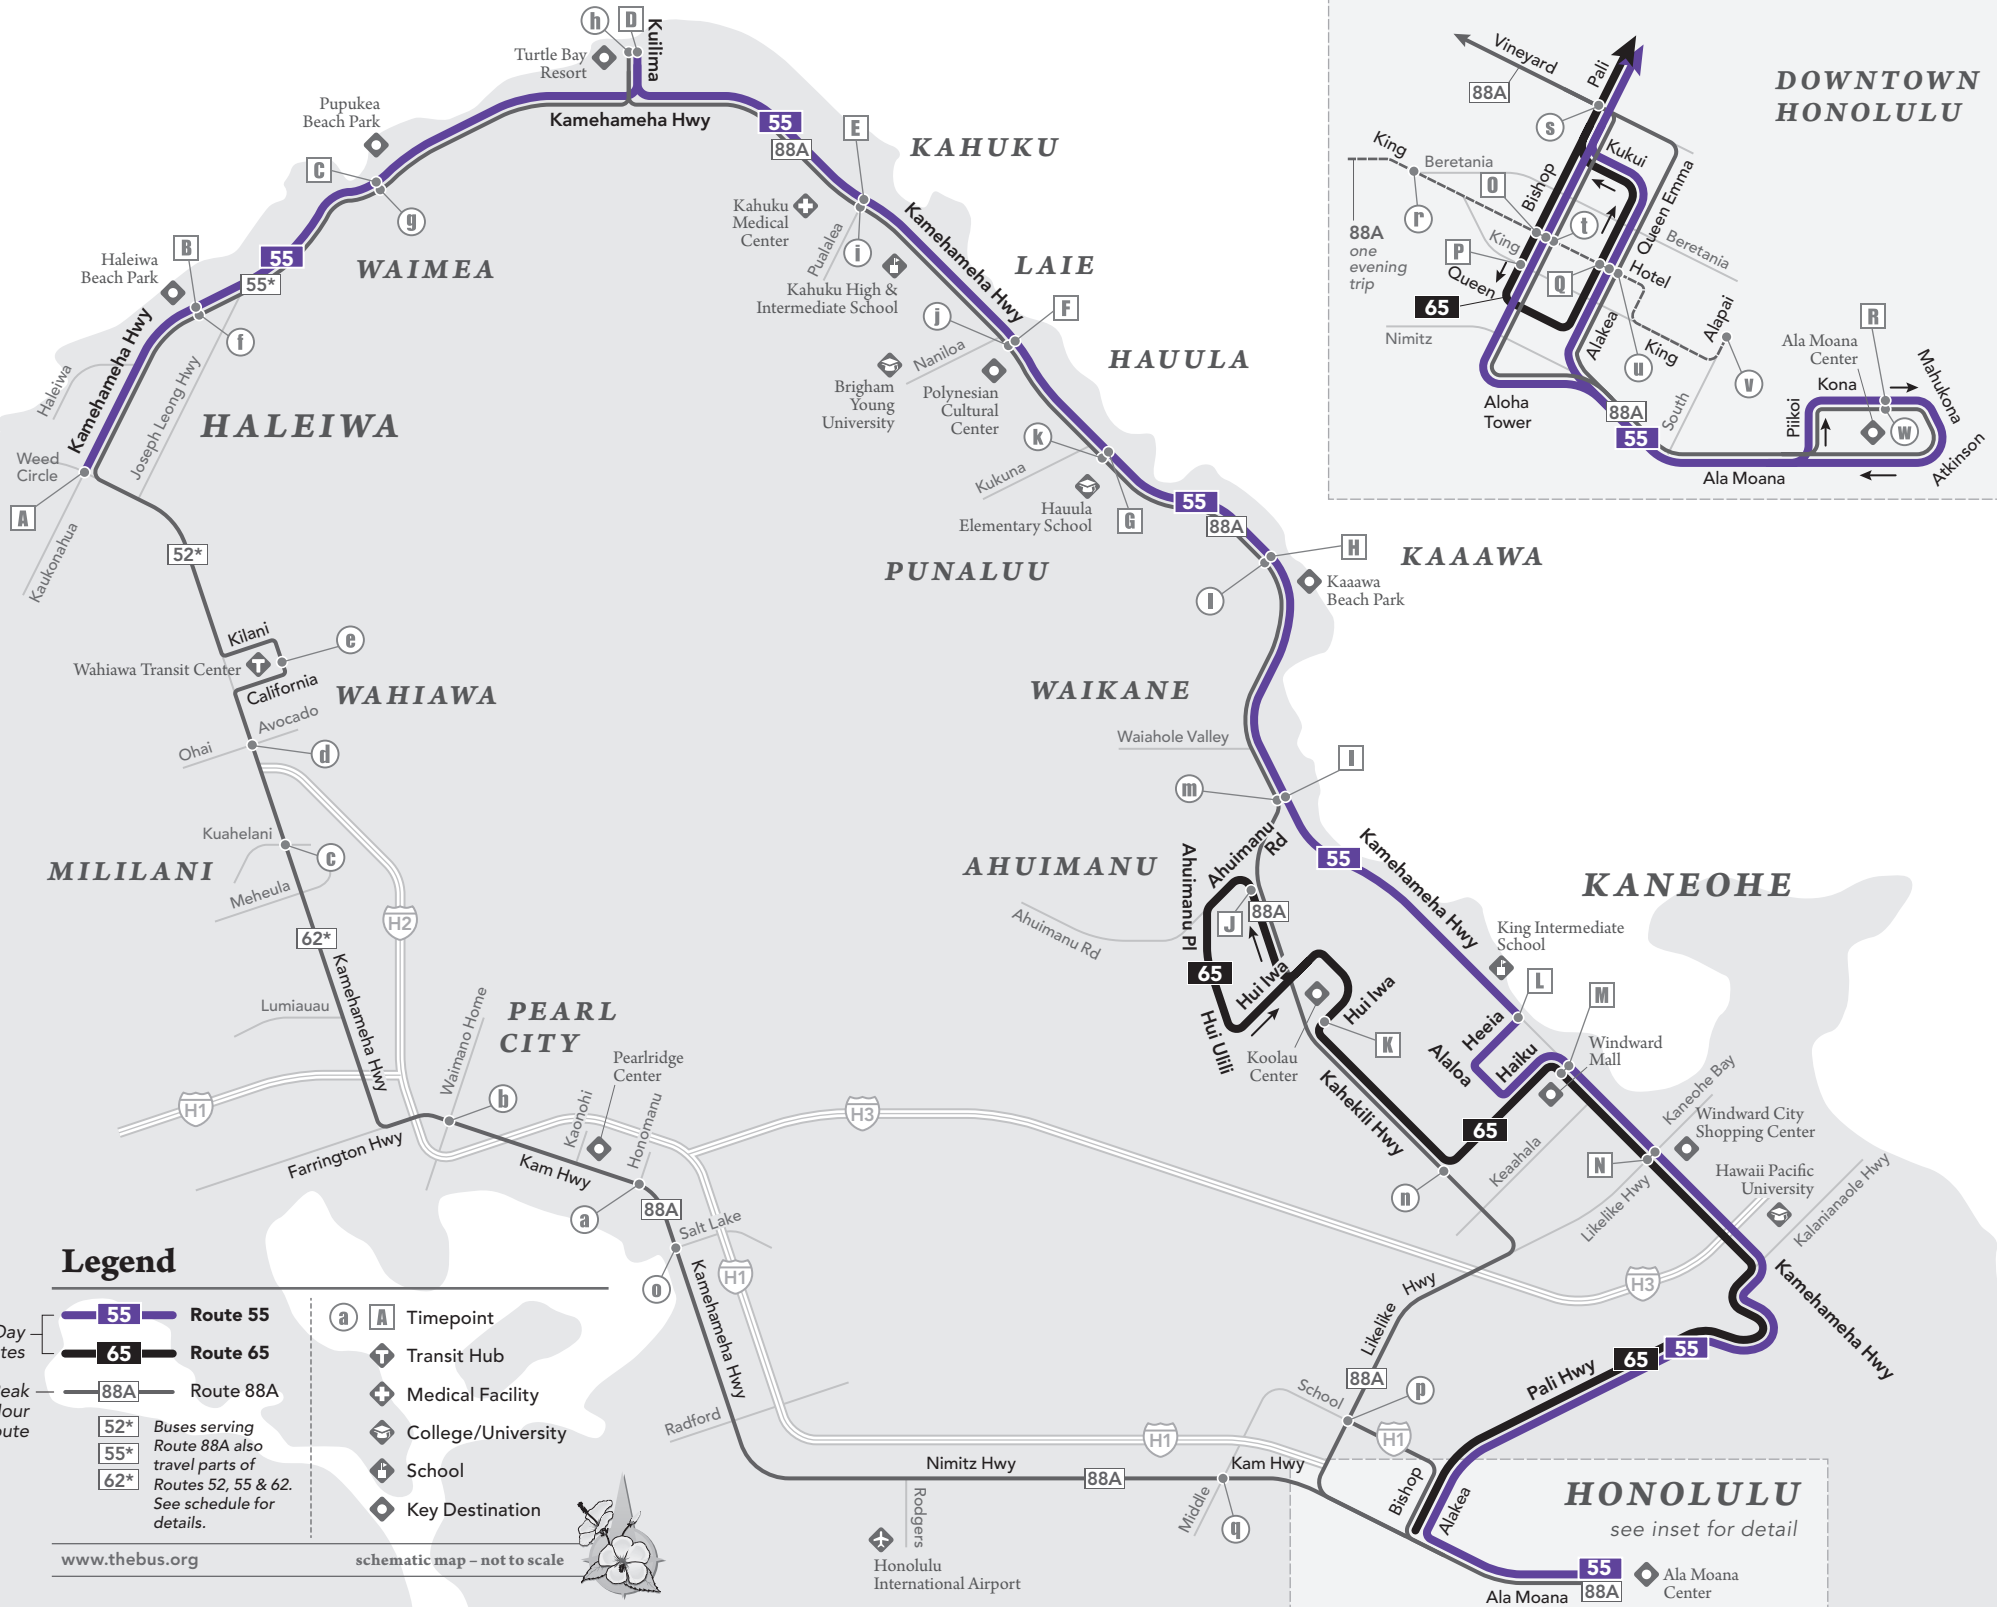 h
D
Kuilima
Turtle Bay
Resort
Kamehameha Hwy
Pupukea
Beach Park
C
g
55
88A
E
KAHUKU
Kahuku
Medical
Center
Pualalea
i
Kamehameha Hwy
Kahuku High &
Intermediate School
LAIE
F
j
Naniloa
Brigham
Young
University
Polynesian
Cultural
Center
HAUULA
k
Kukuna
Hauula
Elementary School
G
55
88A
PUNALUU
H
KAAAWA
Kaaawa
Beach Park
l
B
Haleiwa
Beach Park
55
55*
WAIMEA
f
Kamehameha Hwy
Haleiwa
Joseph Leong Hwy
HALEIWA
Weed
Circle
A
Kaukonahua
52*
Kilani
e
Wahiawa Transit Center
California
WAHIAWA
Avocado
Ohai
d
Kuahelani
c
MILILANI
Meheula
H2
62*
Kamehameha Hwy
Lumiauau
Waimano Home
PEARL
CITY
Pearlridge
Center
H1
b
Kaonohi
Honomanu
Farrington Hwy
Kam Hwy
a
88A
Salt Lake
o
H1
H3
Kamehameha Hwy
Radford
WAIKANE
Waiahole Valley
I
m
Ahuimanu
Rd
55
Kamehameha Hwy
AHUIMANU
Ahuimanu Pl
Ahuimanu Rd
J
88A
65
Hui Iwa
Hui Iwa
Hui Ulili
Koolau
Center
K
Kahekili Hwy
KANEOHE
King Intermediate
School
L
M
Heeia
Alaloa
Haiku
Windward
Mall
65
Keaahala
n
N
Likelike Hwy
Kaneohe Bay
Windward City
Shopping Center
Hawaii Pacific
University
Kalanianaole Hwy
H3
Kamehameha Hwy
Likelike
Hwy
65
55
Pali Hwy
88A
School
p
H1
H1
Nimitz Hwy
88A
Kam Hwy
Rodgers
Middle
q
Honolulu
International Airport
Bishop
Alakea
HONOLULU
see inset for detail
55
88A
Ala Moana
Ala Moana
Center
DOWNTOWN
HONOLULU
Vineyard
88A
Pali
s
King
Beretania
Kukui
O
Bishop
Queen Emma
r
t
88A
one
evening
trip
King
P
Queen
Q
Hotel
Beretania
65
Nimitz
Alakea
King
Alapai
u
v
Aloha
Tower
88A
55
South
R
Ala Moana
Center
Kona
Mahukona
Piikoi
w
Atkinson
Ala Moana
Legend
Day
tes
55
Route 55
65
Route 65
eak
our
ute
88A
Route 88A
52*
55*
62*
Buses serving
Route 88A also
travel parts of
Routes 52, 55 & 62.
See schedule for
details.
a
A
Timepoint
Transit Hub
Medical Facility
College/University
School
Key Destination
www.thebus.org
schematic map – not to scale